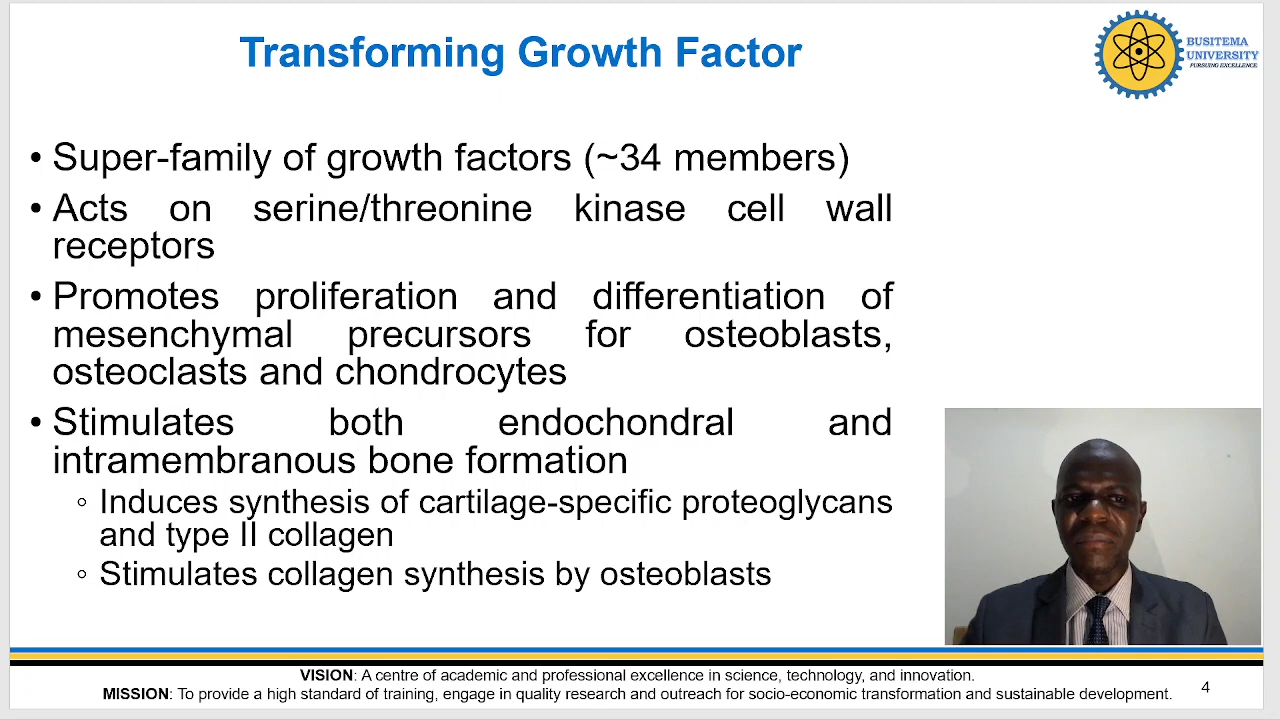 Transforming Growth Factor
BUSITEMA
UNIVERSITY
PURSUING EXCELLENCE
• Super-family of growth factors (~34 members)
• Acts on serine/threonine kinase cell wall
receptors
• Promotes proliferation and differentiation of
mesenchymal precursors for osteoblasts,
osteoclasts and chondrocytes
• Stimulates both endochondral and
intramembranous bone formation
◦ Induces synthesis of cartilage-specific proteoglycans
and type II collagen
◦ Stimulates collagen synthesis by osteoblasts
VISION: A centre of academic and professional excellence in science, technology, and innovation.
MISSION: To provide a high standard of training, engage in quality research and outreach for socio-economic transformation and sustainable development.
4